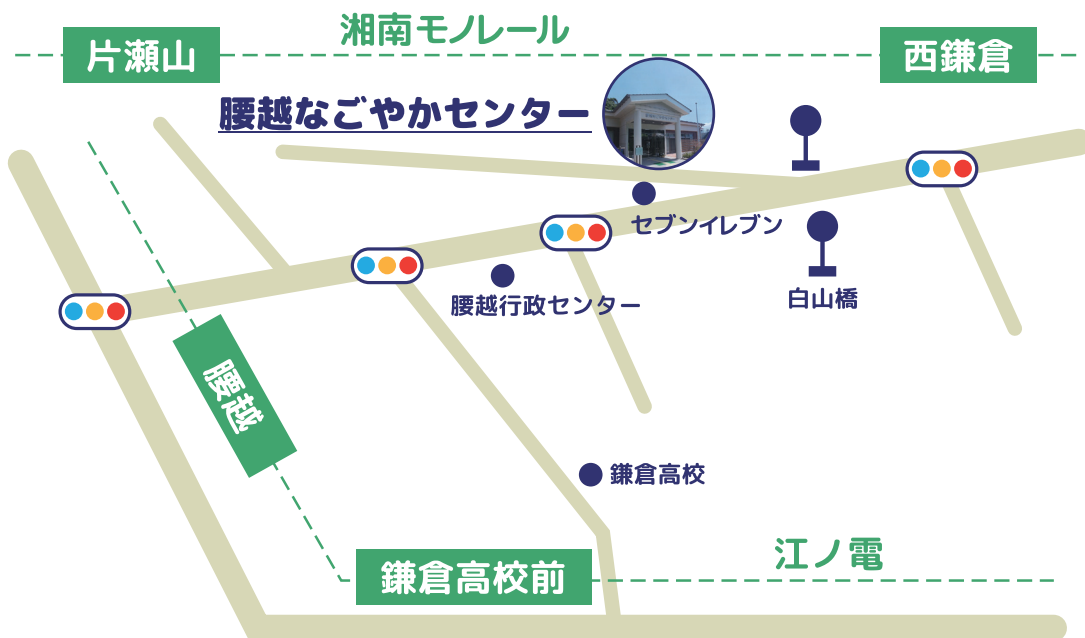 湘南モノレール
片瀬山
西鎌倉
腰越なごやかセンター
セブンイレブン
腰越行政センター
白山橋
腰越
鎌倉高校
江ノ電
鎌倉高校前